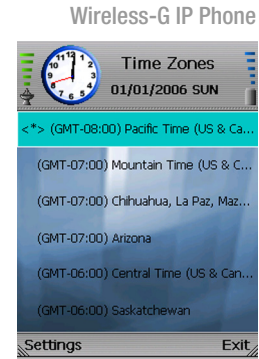 Wireless-G IP Phone
Time Zones
01/01/2006 SUN
<*> (GMT-08:00) Pacific Time (US & Ca...
(GMT-07:00) Mountain Time (US & C...
(GMT-07:00) Chihuahua, La Paz, Maz...
(GMT-07:00) Arizona
(GMT-06:00) Central Time (US & Can...
(GMT-06:00) Saskatchewan
Settings Exit